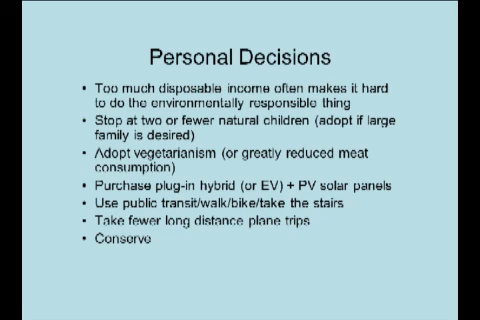 Personal Decisions
• Too much disposable income often makes it hard
to do the environmentally responsible thing
• Stop at two or fewer natural children (adopt if large
family is desired)
• Adopt vegetarianism (or greatly reduced meat
consumption)
• Purchase plug-in hybrid (or EV) + PV solar panels
• Use public transit/walk/bike/take the stairs
• Take fewer long distance plane trips
• Conserve